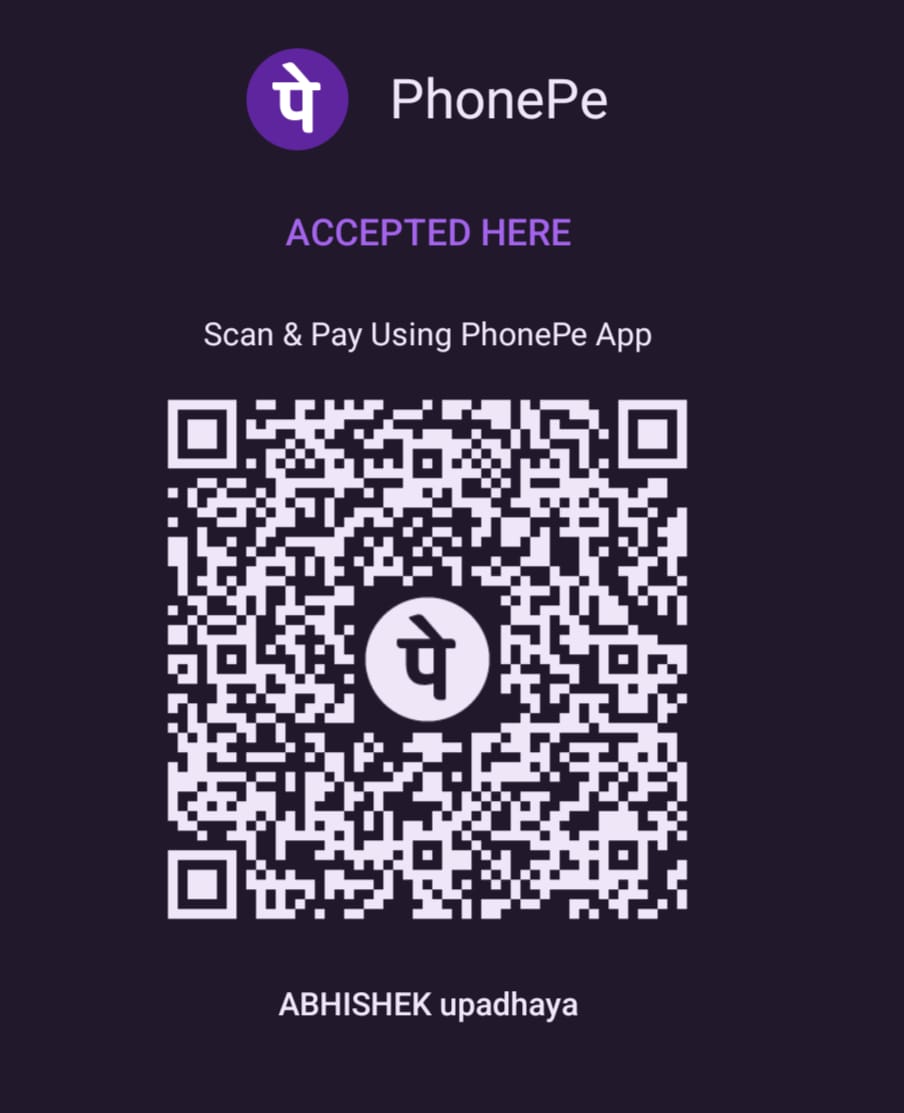 पे PhonePe
ACCEPTED HERE
Scan & Pay Using PhonePe App
पे
ABHISHEK upadhaya